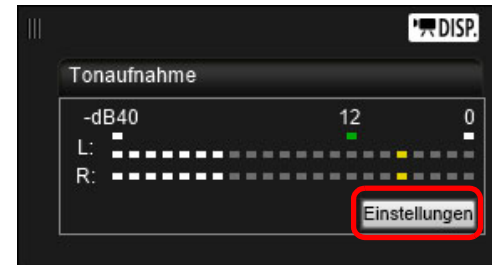 DISP.
Tonaufnahme
-dB40 12 0
L:
R:
Einstellungen